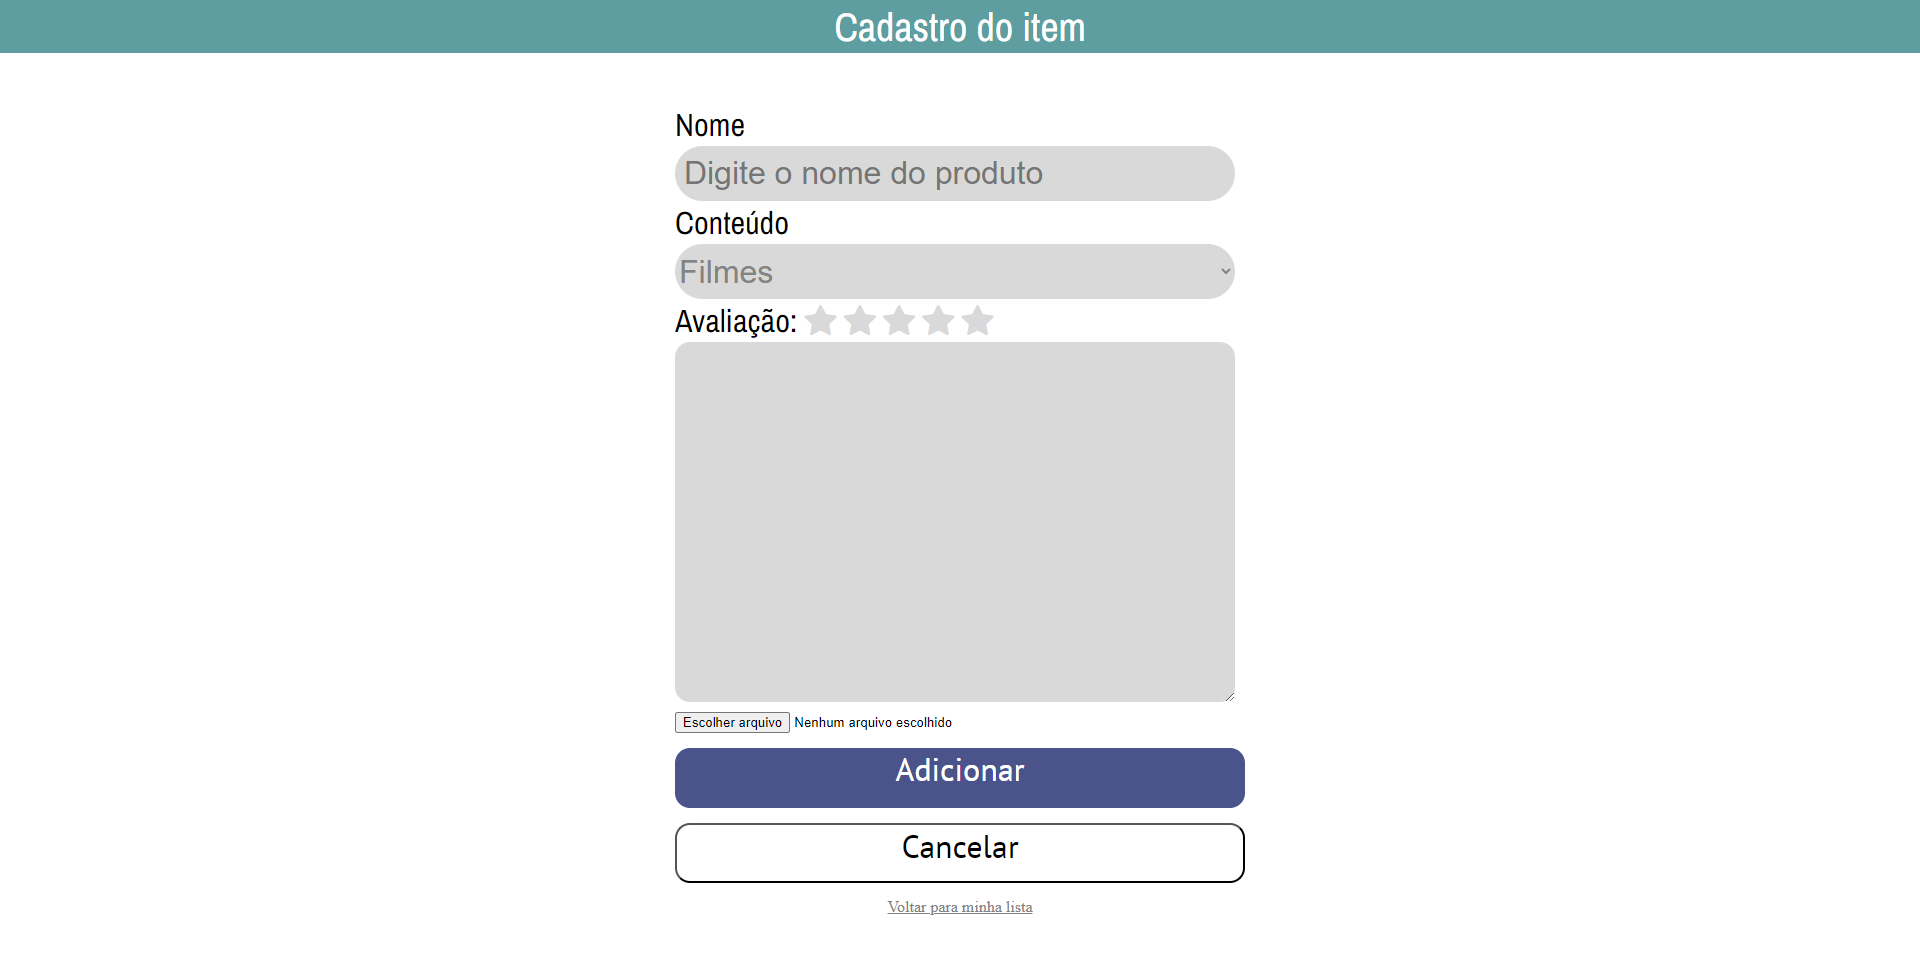 Cadastro do item
Nome
Digite o nome do produto
Conteúdo
Filmes
Avaliação:
Escolher arquivo Nenhum arquivo escolhido
Adicionar
Cancelar
Voltar para minha lista